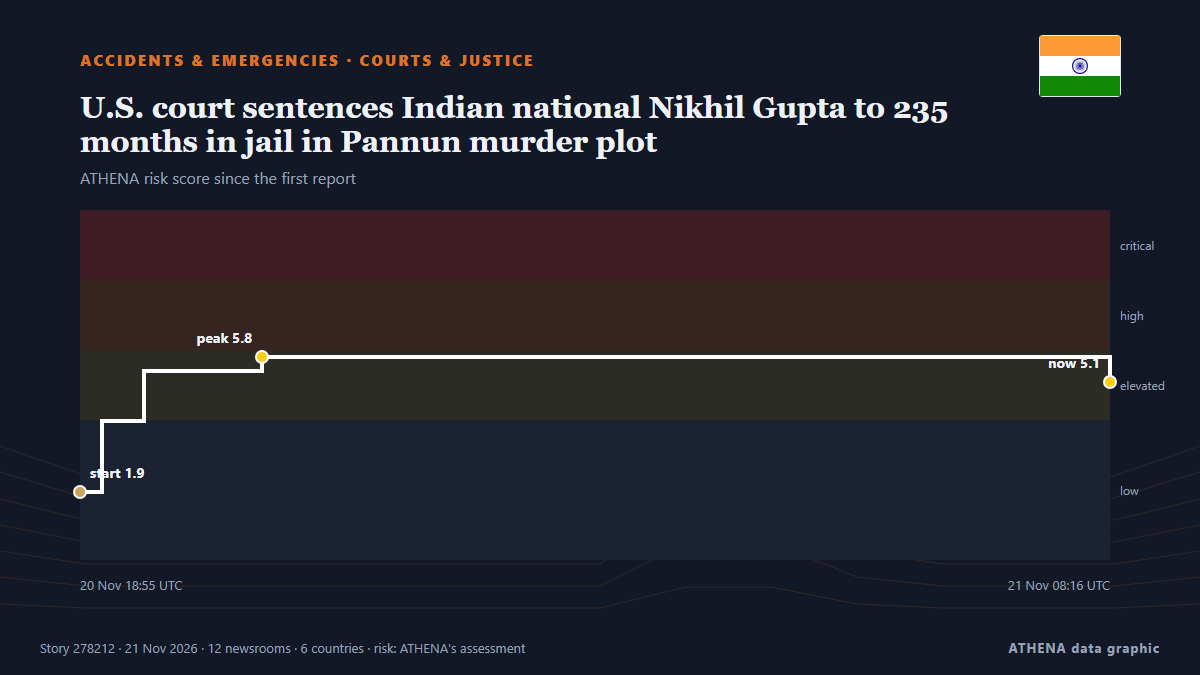 ACCIDENTS & EMERGENCIES · COURTS & JUSTICE
U.S. court sentences Indian national Nikhil Gupta to 235
months in jail in Pannun murder plot
ATHENA risk score since the first report
critical
high
peak 5.8
now 5.1
elevated
start 1.9
low
20 Nov 18:55 UTC
21 Nov 08:16 UTC
Story 278212 · 21 Nov 2026 · 12 newsrooms · 6 countries · risk: ATHENA's assessment
ATHENA data graphic